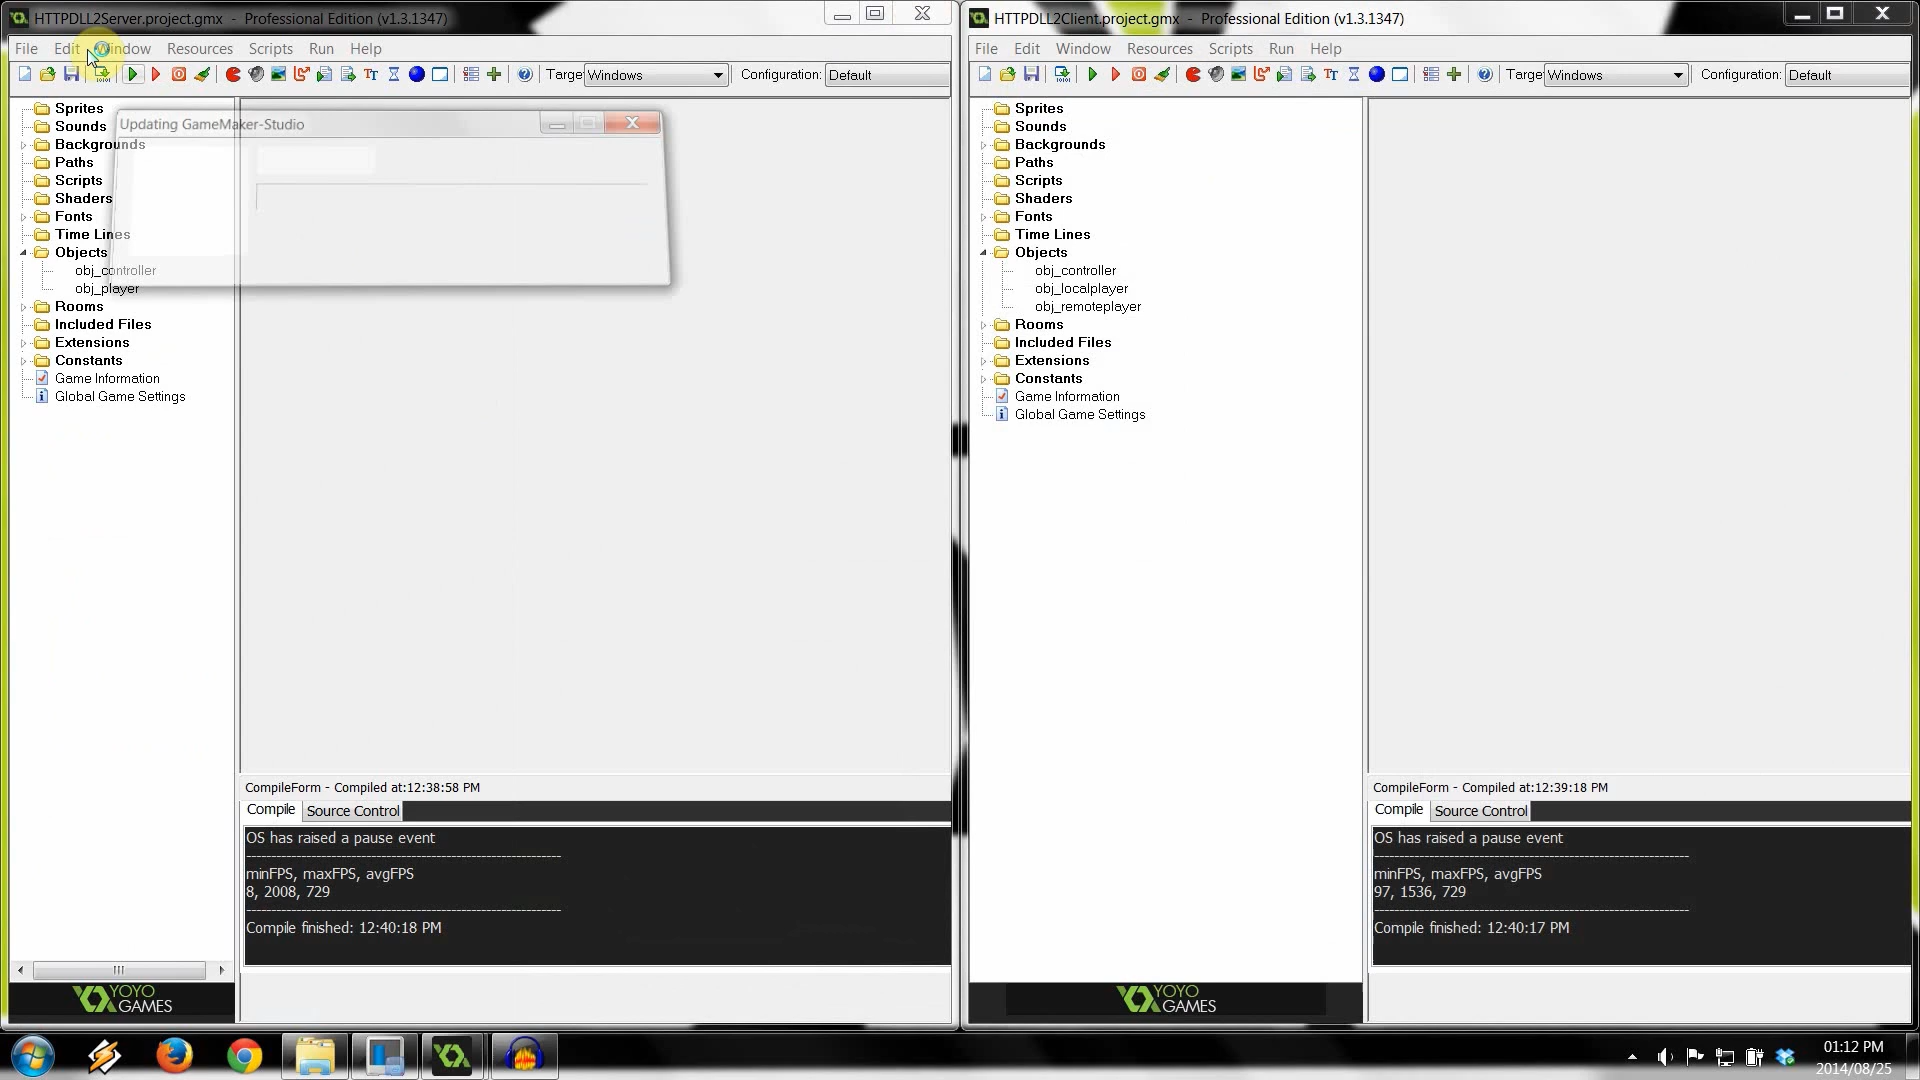 HTTPDLL2Server.project.gmx - Professional Edition (v1.3.1347)
File Edit Window Resources Scripts Run Help
Target Windows Configuration: Default
Updating GameMaker-Studio
Sprites
Sounds
Backgrounds
Paths
Scripts
Shaders
Fonts
Time Lines
Objects
obj_controller
obj_player
Rooms
Included Files
Extensions
Constants
Game Information
Global Game Settings
CompileForm - Compiled at:12:38:58 PM
Compile Source Control
OS has raised a pause event
minFPS, maxFPS, avgFPS
8, 2008, 729
Compile finished: 12:40:18 PM
YOYO
GAMES
HTTPDLL2Client.project.gmx - Professional Edition (v1.3.1347)
File Edit Window Resources Scripts Run Help
Targe Windows Configuration: Default
Sprites
Sounds
Backgrounds
Paths
Scripts
Shaders
Fonts
Time Lines
Objects
obj_controller
obj_localplayer
obj_remoteplayer
Rooms
Included Files
Extensions
Constants
Game Information
Global Game Settings
CompileForm - Compiled at:12:39:18 PM
Compile Source Control
OS has raised a pause event
minFPS, maxFPS, avgFPS
97, 1536, 729
Compile finished: 12:40:17 PM
YOYO
GAMES
01:12 PM
2014/08/25